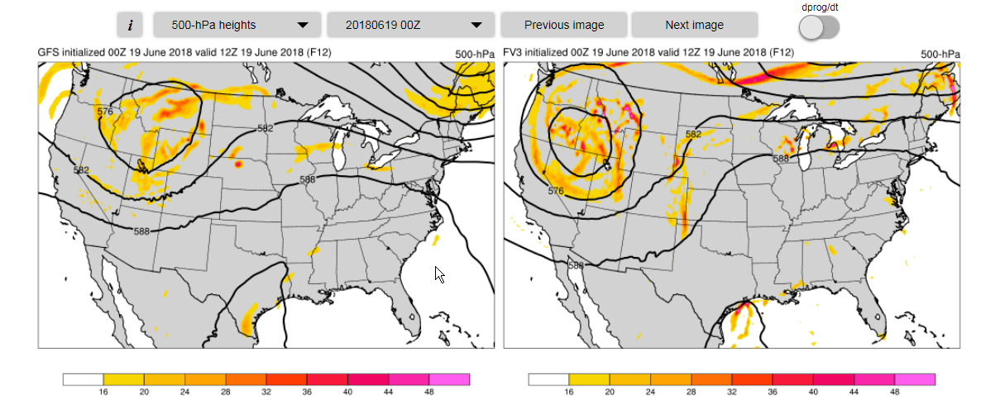 dprog/dt
i 500-hPa heights 20180619 00Z Previous image Next image
GFS initialized 00Z 19 June 2018 valid 12Z 19 June 2018 (F12) 500-hPa
FV3 initialized 00Z 19 June 2018 valid 12Z 19 June 2018 (F12) 500-hPa
576
582
582
588
588
582
588
576
588
16 20 24 28 32 36 40 44 48
16 20 24 28 32 36 40 44 48